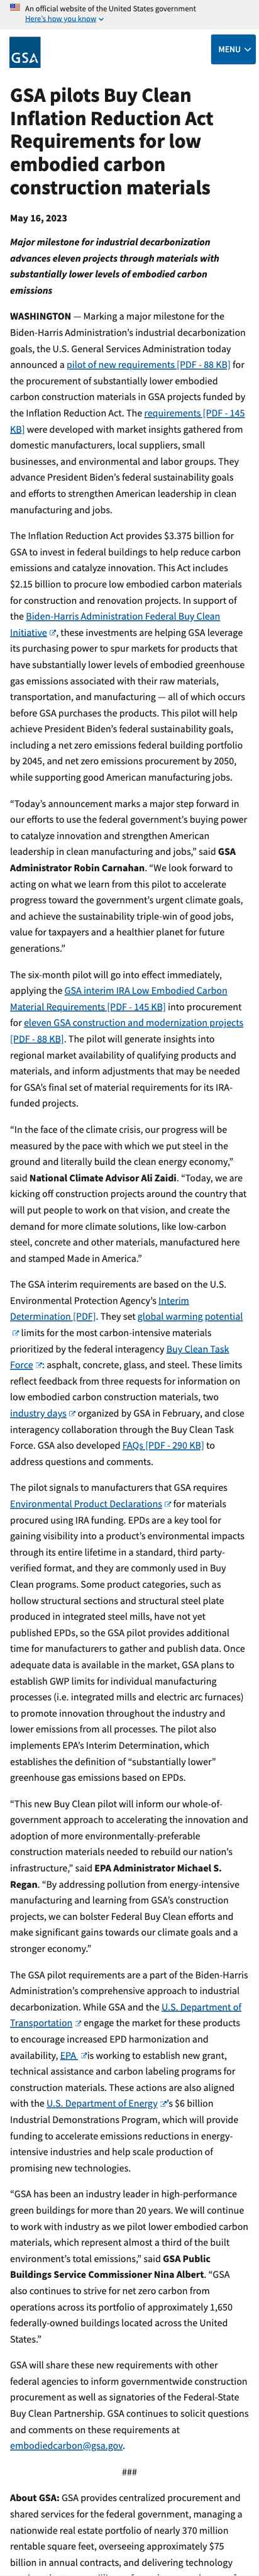 An official website of the United States government
Here's how you know
GSA
MENU
GSA pilots Buy Clean
Inflation Reduction Act
Requirements for low
embodied carbon
construction materials
May 16, 2023
Major milestone for industrial decarbonization
advances eleven projects through materials with
substantially lower levels of embodied carbon
emissions
WASHINGTON — Marking a major milestone for the
Biden-Harris Administration's industrial decarbonization
goals, the U.S. General Services Administration today
announced a pilot of new requirements [PDF - 88 KB] for
the procurement of substantially lower embodied
carbon construction materials in GSA projects funded by
the Inflation Reduction Act. The requirements [PDF - 145
KB] were developed with market insights gathered from
domestic manufacturers, local suppliers, small
businesses, and environmental and labor groups. They
advance President Biden's federal sustainability goals
and efforts to strengthen American leadership in clean
manufacturing and jobs.
The Inflation Reduction Act provides $3.375 billion for
GSA to invest in federal buildings to help reduce carbon
emissions and catalyze innovation. This Act includes
$2.15 billion to procure low embodied carbon materials
for construction and renovation projects. In support of
the Biden-Harris Administration Federal Buy Clean
Initiative, these investments are helping GSA leverage
its purchasing power to spur markets for products that
have substantially lower levels of embodied greenhouse
gas emissions associated with their raw materials,
transportation, and manufacturing — all of which occurs
before GSA purchases the products. This pilot will help
achieve President Biden's federal sustainability goals,
including a net zero emissions federal building portfolio
by 2045, and net zero emissions procurement by 2050,
while supporting good American manufacturing jobs.
“Today's announcement marks a major step forward in
our efforts to use the federal government's buying power
to catalyze innovation and strengthen American
leadership in clean manufacturing and jobs,” said GSA
Administrator Robin Carnahan. “We look forward to
acting on what we learn from this pilot to accelerate
progress toward the government's urgent climate goals,
and achieve the sustainability triple-win of good jobs,
value for taxpayers and a healthier planet for future
generations.”
The six-month pilot will go into effect immediately,
applying the GSA interim IRA Low Embodied Carbon
Material Requirements [PDF - 145 KB] into procurement
for eleven GSA construction and modernization projects
[PDF - 88 KB]. The pilot will generate insights into
regional market availability of qualifying products and
materials, and inform adjustments that may be needed
for GSA's final set of material requirements for its IRA-
funded projects.
“In the face of the climate crisis, our progress will be
measured by the pace with which we put steel in the
ground and literally build the clean energy economy,”
said National Climate Advisor Ali Zaidi. “Today, we are
kicking off construction projects around the country that
will put people to work on that vision, and create the
demand for more climate solutions, like low-carbon
steel, concrete and other materials, manufactured here
and stamped Made in America.”
The GSA interim requirements are based on the U.S.
Environmental Protection Agency's Interim
Determination [PDF]. They set global warming potential
limits for the most carbon-intensive materials
prioritized by the federal interagency Buy Clean Task
Force: asphalt, concrete, glass, and steel. These limits
reflect feedback from three requests for information on
low embodied carbon construction materials, two
industry days organized by GSA in February, and close
interagency collaboration through the Buy Clean Task
Force. GSA also developed FAQs [PDF - 290 KB] to
address questions and comments.
The pilot signals to manufacturers that GSA requires
Environmental Product Declarations for materials
procured using IRA funding. EPDs are a key tool for
gaining visibility into a product's environmental impacts
through its entire lifetime in a standard, third party-
verified format, and they are commonly used in Buy
Clean programs. Some product categories, such as
hollow structural sections and structural steel plate
produced in integrated steel mills, have not yet
published EPDs, so the GSA pilot provides additional
time for manufacturers to gather and publish data. Once
adequate data is available in the market, GSA plans to
establish GWP limits for individual manufacturing
processes (i.e. integrated mills and electric arc furnaces)
to promote innovation throughout the industry and
lower emissions from all processes. The pilot also
implements EPA's Interim Determination, which
establishes the definition of “substantially lower”
greenhouse gas emissions based on EPDs.
“This new Buy Clean pilot will inform our whole-of-
government approach to accelerating the innovation and
adoption of more environmentally-preferable
construction materials needed to rebuild our nation's
infrastructure,” said EPA Administrator Michael S.
Regan. “By addressing pollution from energy-intensive
manufacturing and learning from GSA's construction
projects, we can bolster Federal Buy Clean efforts and
make significant gains towards our climate goals and a
stronger economy.”
The GSA pilot requirements are a part of the Biden-Harris
Administration's comprehensive approach to industrial
decarbonization. While GSA and the U.S. Department of
Transportation engage the market for these products
to encourage increased EPD harmonization and
availability, EPA is working to establish new grant,
technical assistance and carbon labeling programs for
construction materials. These actions are also aligned
with the U.S. Department of Energy's $6 billion
Industrial Demonstrations Program, which will provide
funding to accelerate emissions reductions in energy-
intensive industries and help scale production of
promising new technologies.
“GSA has been an industry leader in high-performance
green buildings for more than 20 years. We will continue
to work with industry as we pilot lower embodied carbon
materials, which represent almost a third of the built
environment's total emissions,” said GSA Public
Buildings Service Commissioner Nina Albert. “GSA
also continues to strive for net zero carbon from
operations across its portfolio of approximately 1,650
federally-owned buildings located across the United
States.”
GSA will share these new requirements with other
federal agencies to inform governmentwide construction
procurement as well as signatories of the Federal-State
Buy Clean Partnership. GSA continues to solicit questions
and comments on these requirements at
embodiedcarbon@gsa.gov.
###
About GSA: GSA provides centralized procurement and
shared services for the federal government, managing a
nationwide real estate portfolio of nearly 370 million
rentable square feet, overseeing approximately $75
billion in annual contracts, and delivering technology